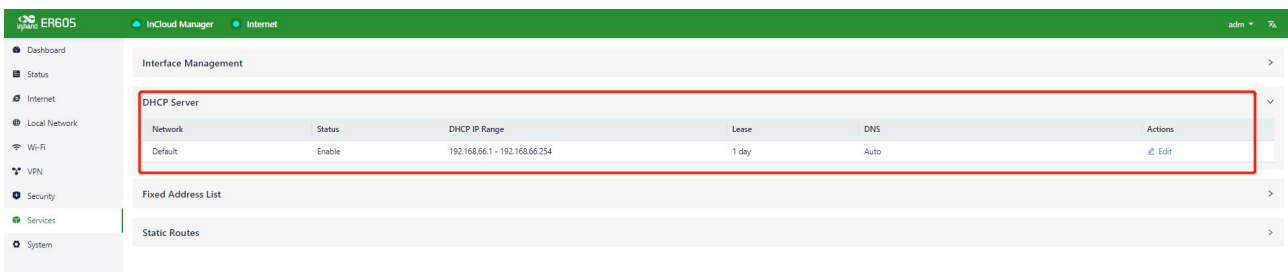 inhand ER605 InCloud Manager Internet adm
Dashboard
Status
Internet
Local Network
Wi-Fi
VPN
Security
Services
System
Interface Management
DHCP Server
Network Status DHCP IP Range Lease DNS Actions
Default Enable 192.168.66.1 - 192.168.66.254 1 day Auto Edit
Fixed Address List
Static Routes